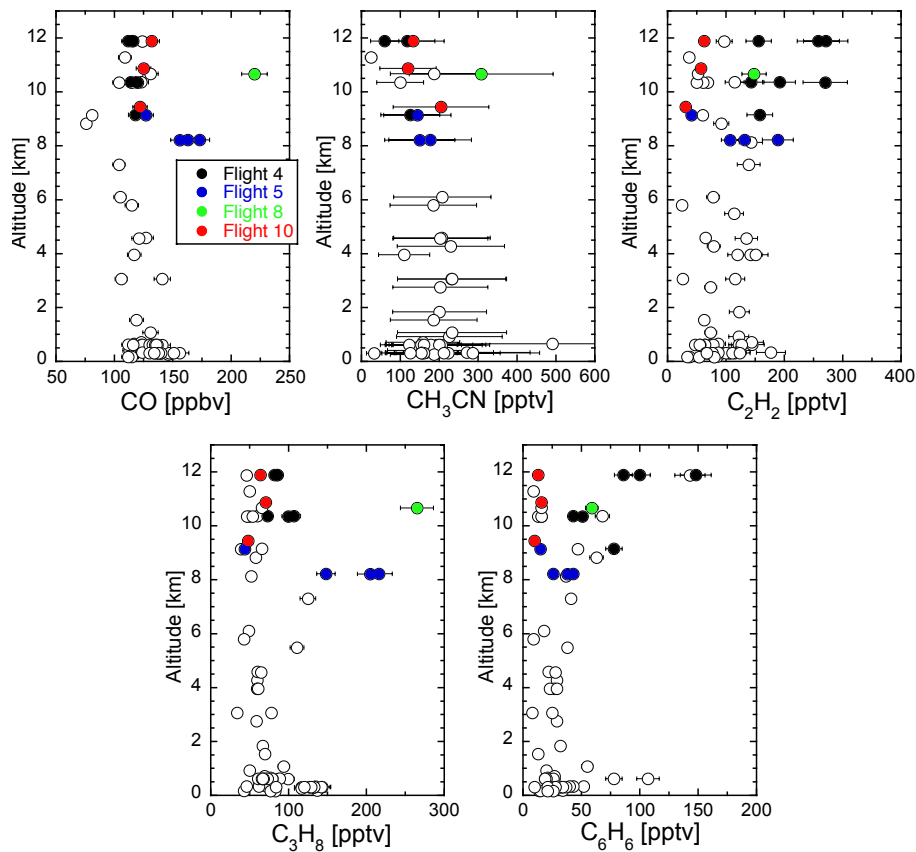 12
10
8
6
4
2
0
Altitude [km]
50 100 150 200 250
CO [ppbv]
Flight 4
Flight 5
Flight 8
Flight 10
12
10
8
6
4
2
0
Altitude [km]
0 100 200 300 400 500 600
CH₃CN [pptv]
12
10
8
6
4
2
0
Altitude [km]
0 100 200 300 400
C₂H₂ [pptv]
12
10
8
6
4
2
0
Altitude [km]
0 100 200 300
C₃H₈ [pptv]
12
10
8
6
4
2
0
Altitude [km]
0 50 100 150 200
C₆H₆ [pptv]